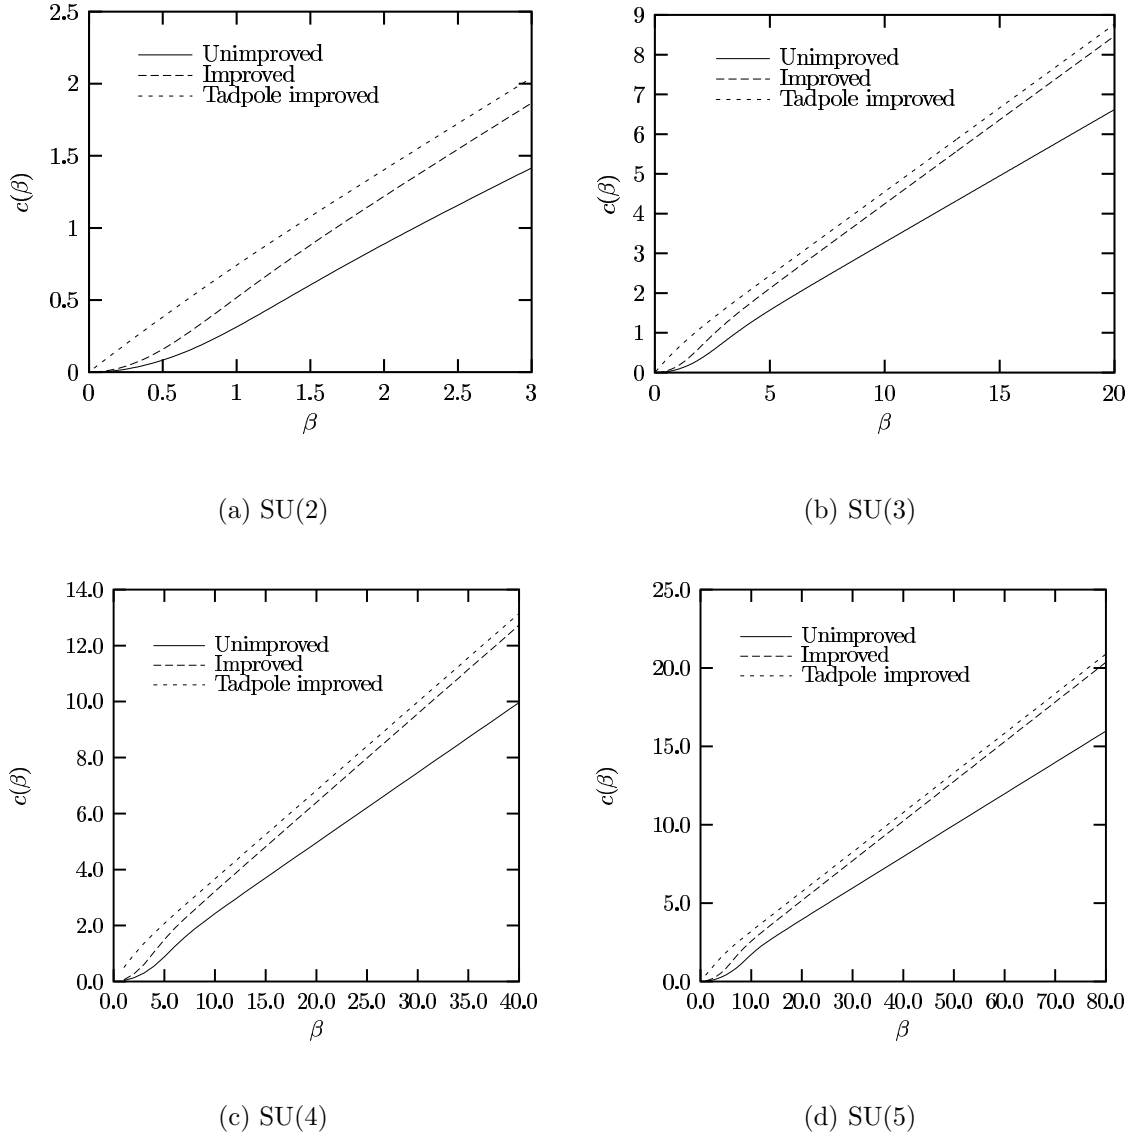 2.5
2
1.5
1
0.5
0
c(β)
Unimproved
Improved
Tadpole improved
0 0.5 1 1.5 2 2.5 3
β
(a) SU(2)
9
8
7
6
5
4
3
2
1
0
c(β)
Unimproved
Improved
Tadpole improved
0 5 10 15 20
β
(b) SU(3)
14.0
12.0
10.0
8.0
6.0
4.0
2.0
0.0
c(β)
Unimproved
Improved
Tadpole improved
0.0 5.0 10.0 15.0 20.0 25.0 30.0 35.0 40.0
β
(c) SU(4)
25.0
20.0
15.0
10.0
5.0
0.0
c(β)
Unimproved
Improved
Tadpole improved
0.0 10.0 20.0 30.0 40.0 50.0 60.0 70.0 80.0
β
(d) SU(5)